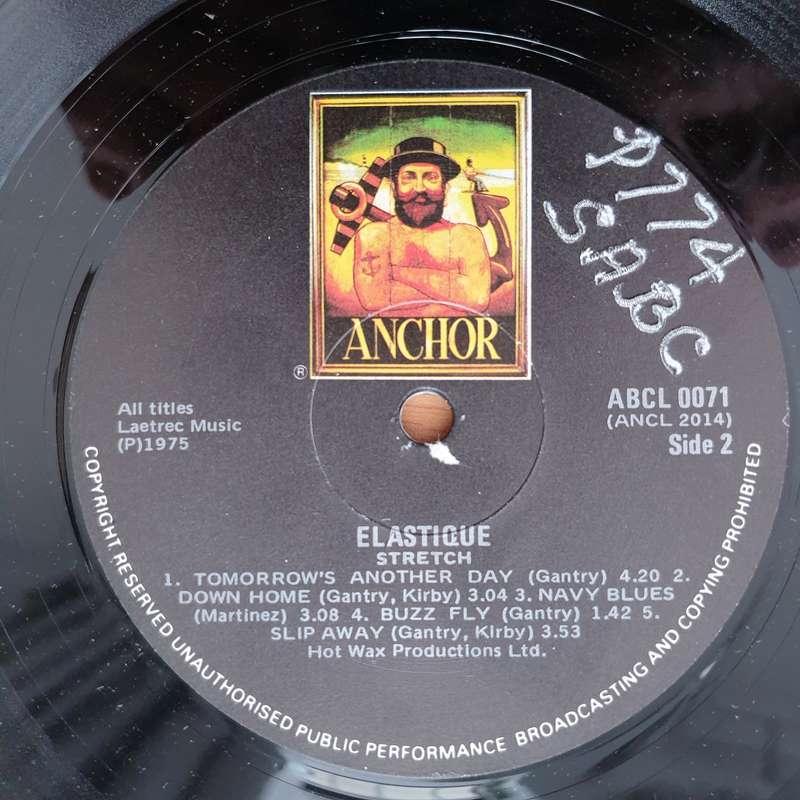 P774
SABC
ANCHOR
®
ABCL 0071
(ANCL 2014)
Side 2
All titles
Laetrec Music
(P)1975
ELASTIQUE
STRETCH
1. TOMORROW'S ANOTHER DAY (Gantry) 4.20 2.
DOWN HOME (Gantry, Kirby) 3.04 3. NAVY BLUES
(Martinez) 3.08 4. BUZZ FLY (Gantry) 1.42 5.
SLIP AWAY (Gantry, Kirby) 3.53
Hot Wax Productions Ltd.
COPYRIGHT. RESERVED UNAUTHORISED PUBLIC PERFORMANCE BROADCASTING AND COPYING PROHIBITED